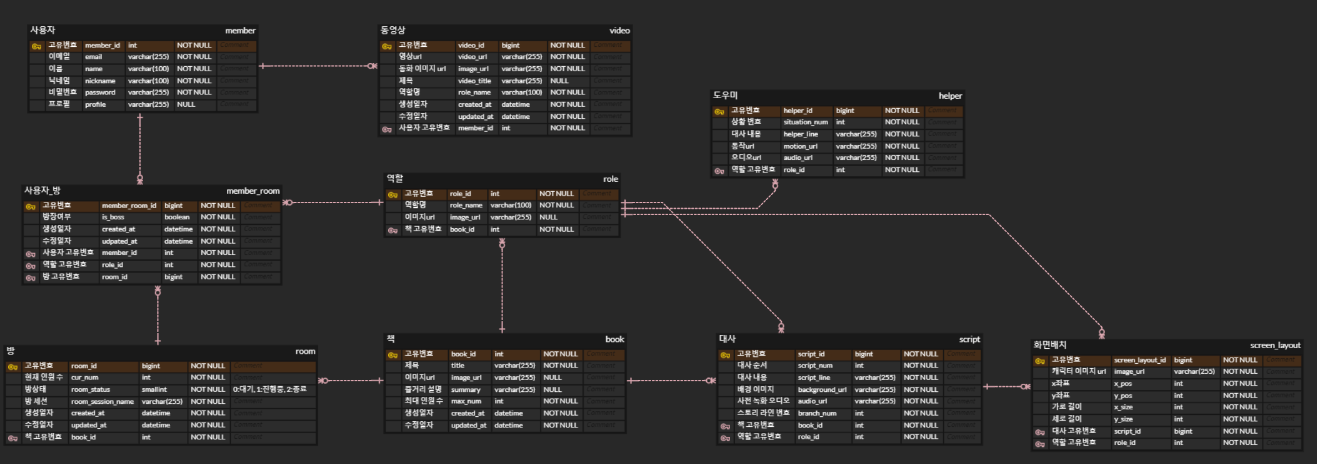 사용자 member
고유번호 member_id int NOT NULL Comment
이메일 email varchar(255) NOT NULL Comment
이름 name varchar(100) NOT NULL Comment
닉네임 nickname varchar(100) NOT NULL Comment
비밀번호 password varchar(255) NOT NULL Comment
프로필 profile varchar(255) NULL Comment
동영상 video
고유번호 video_id bigint NOT NULL Comment
영상url video_url varchar(255) NOT NULL Comment
동화 이미지 url image_url varchar(255) NOT NULL Comment
제목 video_title varchar(255) NULL Comment
역할명 role_name varchar(100) NOT NULL Comment
생성일자 created_at datetime NOT NULL Comment
수정일자 updated_at datetime NOT NULL Comment
사용자 고유번호 member_id int NOT NULL Comment
도우미 helper
고유번호 helper_id bigint NOT NULL Comment
상황 번호 situation_num int NOT NULL Comment
대사 내용 helper_line varchar(255) NOT NULL Comment
동작url motion_url varchar(255) NOT NULL Comment
오디오url audio_url varchar(255) NOT NULL Comment
역할 고유번호 role_id int NOT NULL Comment
사용자_방 member_room
고유번호 member_room_id bigint NOT NULL Comment
방장여부 is_boss boolean NOT NULL Comment
생성일자 created_at datetime NOT NULL Comment
수정일자 udpated_at datetime NOT NULL Comment
사용자 고유번호 member_id int NOT NULL Comment
역할 고유번호 role_id int NOT NULL Comment
방 고유번호 room_id bigint NOT NULL Comment
역할 role
고유번호 role_id int NOT NULL Comment
역할명 role_name varchar(100) NOT NULL Comment
이미지url image_url varchar(255) NULL Comment
책 고유번호 book_id int NOT NULL Comment
방 room
고유번호 room_id bigint NOT NULL Comment
현재 인원 수 cur_num int NOT NULL Comment
방상태 room_status smallint NOT NULL 0:대기, 1:진행중, 2:종료
방 세션 room_session_name varchar(255) NOT NULL Comment
생성일자 created_at datetime NOT NULL Comment
수정일자 updated_at datetime NOT NULL Comment
책 고유번호 book_id int NOT NULL Comment
책 book
고유번호 book_id int NOT NULL Comment
제목 title varchar(255) NOT NULL Comment
이미지url image_url varchar(255) NULL Comment
줄거리 설명 summary varchar(255) NOT NULL Comment
최대 인원수 max_num int NOT NULL Comment
생성일자 created_at datetime NOT NULL Comment
수정일자 updated_at datetime NOT NULL Comment
대사 script
고유번호 script_id bigint NOT NULL Comment
대사 순서 script_num int NOT NULL Comment
대사 내용 script_line varchar(255) NULL Comment
배경 이미지 background_url varchar(255) NOT NULL Comment
사전 녹화 오디오 audio_url varchar(255) NOT NULL Comment
스토리 라인 번호 branch_num int NOT NULL Comment
책 고유번호 book_id int NOT NULL Comment
역할 고유번호 role_id int NOT NULL Comment
화면배치 screen_layout
고유번호 screen_layout_id bigint NOT NULL Comment
캐릭터 이미지 url image_url varchar(255) NOT NULL Comment
x좌표 x_pos int NOT NULL Comment
y좌표 y_pos int NOT NULL Comment
가로 길이 x_size int NOT NULL Comment
세로 길이 y_size int NOT NULL Comment
대사 고유번호 script_id bigint NOT NULL Comment
역할 고유번호 role_id int NOT NULL Comment